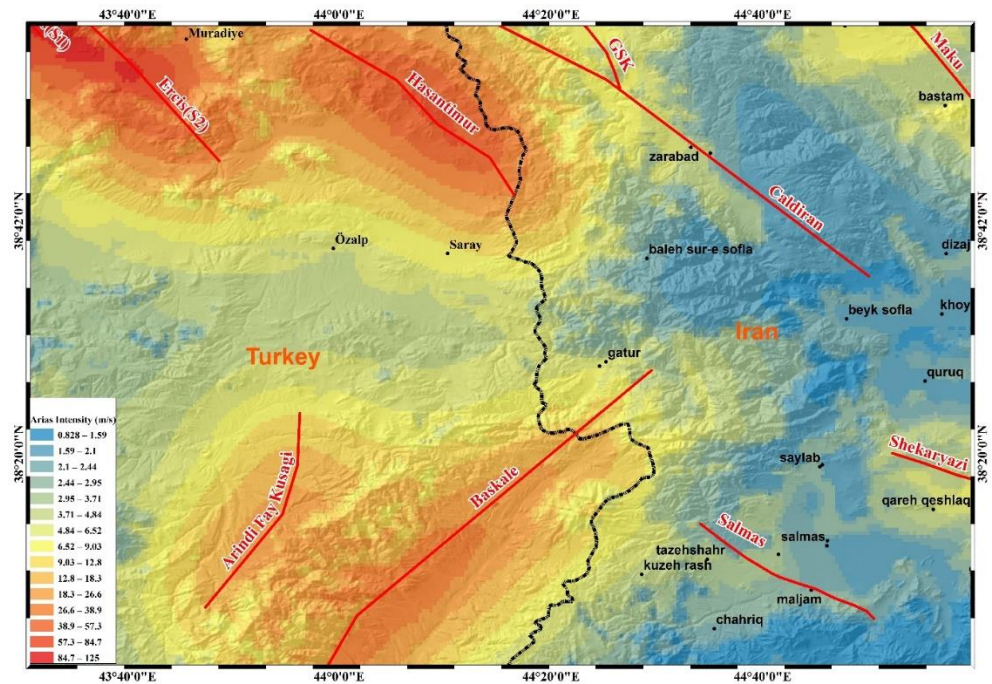 43°40'0"E 44°0'0"E 44°20'0"E 44°40'0"E
(S1)
Muradiye
Ercis(S2)
Hasantimur
GSK
Maku
bastam
zarabad
Caldiran
38°42'0"N 38°42'0"N
Özalp
Saray
baleh sur-e sofla
dizaj
beyk sofla
khoy
Turkey
Iran
gatur
quruq
Arias Intensity (m/s)
0.828 – 1.59
1.59 – 2.1
2.1 – 2.44
2.44 – 2.95
2.95 – 3.71
3.71 – 4.84
4.84 – 6.52
6.52 – 9.03
9.03 – 12.8
12.8 – 18.3
18.3 – 26.6
26.6 – 38.9
38.9 – 57.3
57.3 – 84.7
84.7 – 125
38°20'0"N 38°20'0"N
Arindi Fay Kusagi
Baskale
saylab
Shekaryazi
qareh qeshlaq
Salmas
salmas
tazehshahr
kuzeh rash
maljam
chahriq
43°40'0"E 44°0'0"E 44°20'0"E 44°40'0"E